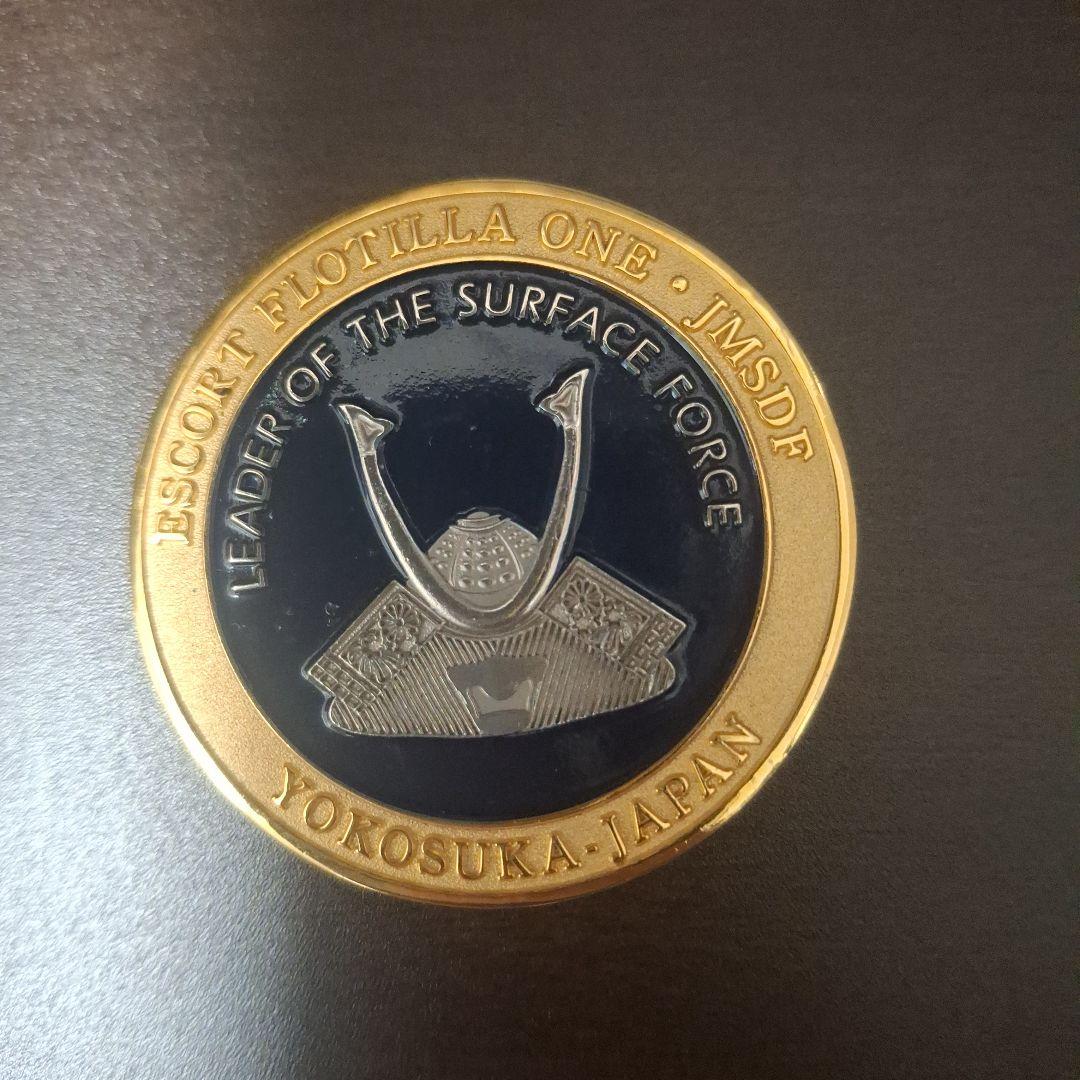 ESCORT FLOTILLA ONE · JMSDF
LEADER OF THE SURFACE FORCE
YOKOSUKA-JAPAN